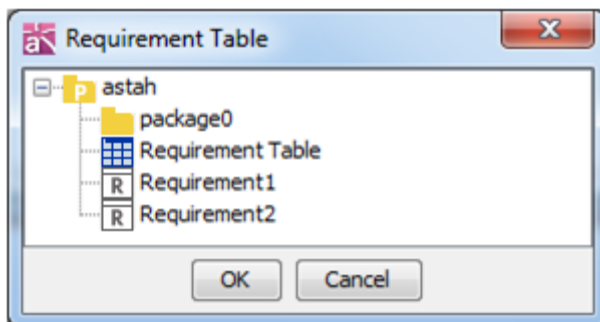 Requirement Table
astah
package0
Requirement Table
R Requirement1
R Requirement2
OK Cancel